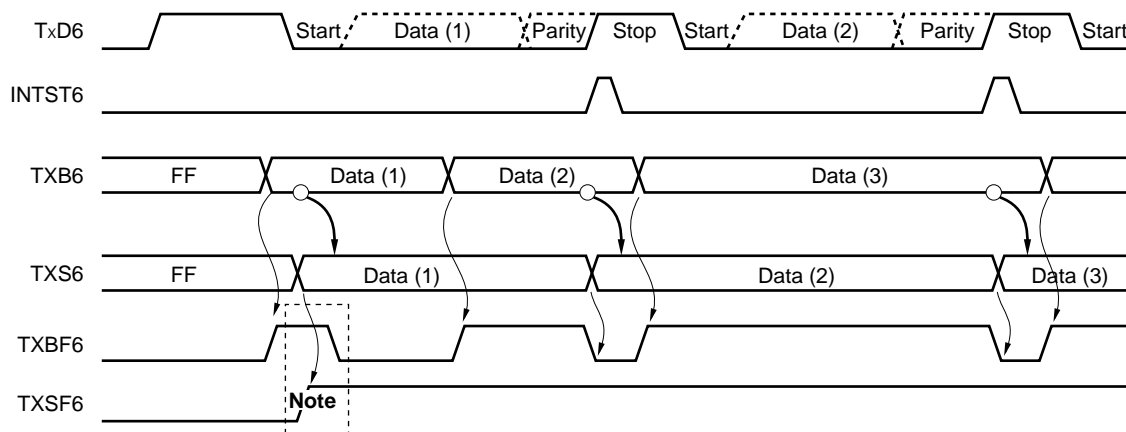 TxD6 Start Data (1) Parity Stop Start Data (2) Parity Stop Start
INTST6
TXB6 FF Data (1) Data (2) Data (3)
TXS6 FF Data (1) Data (2) Data (3)
TXBF6
TXSF6 Note